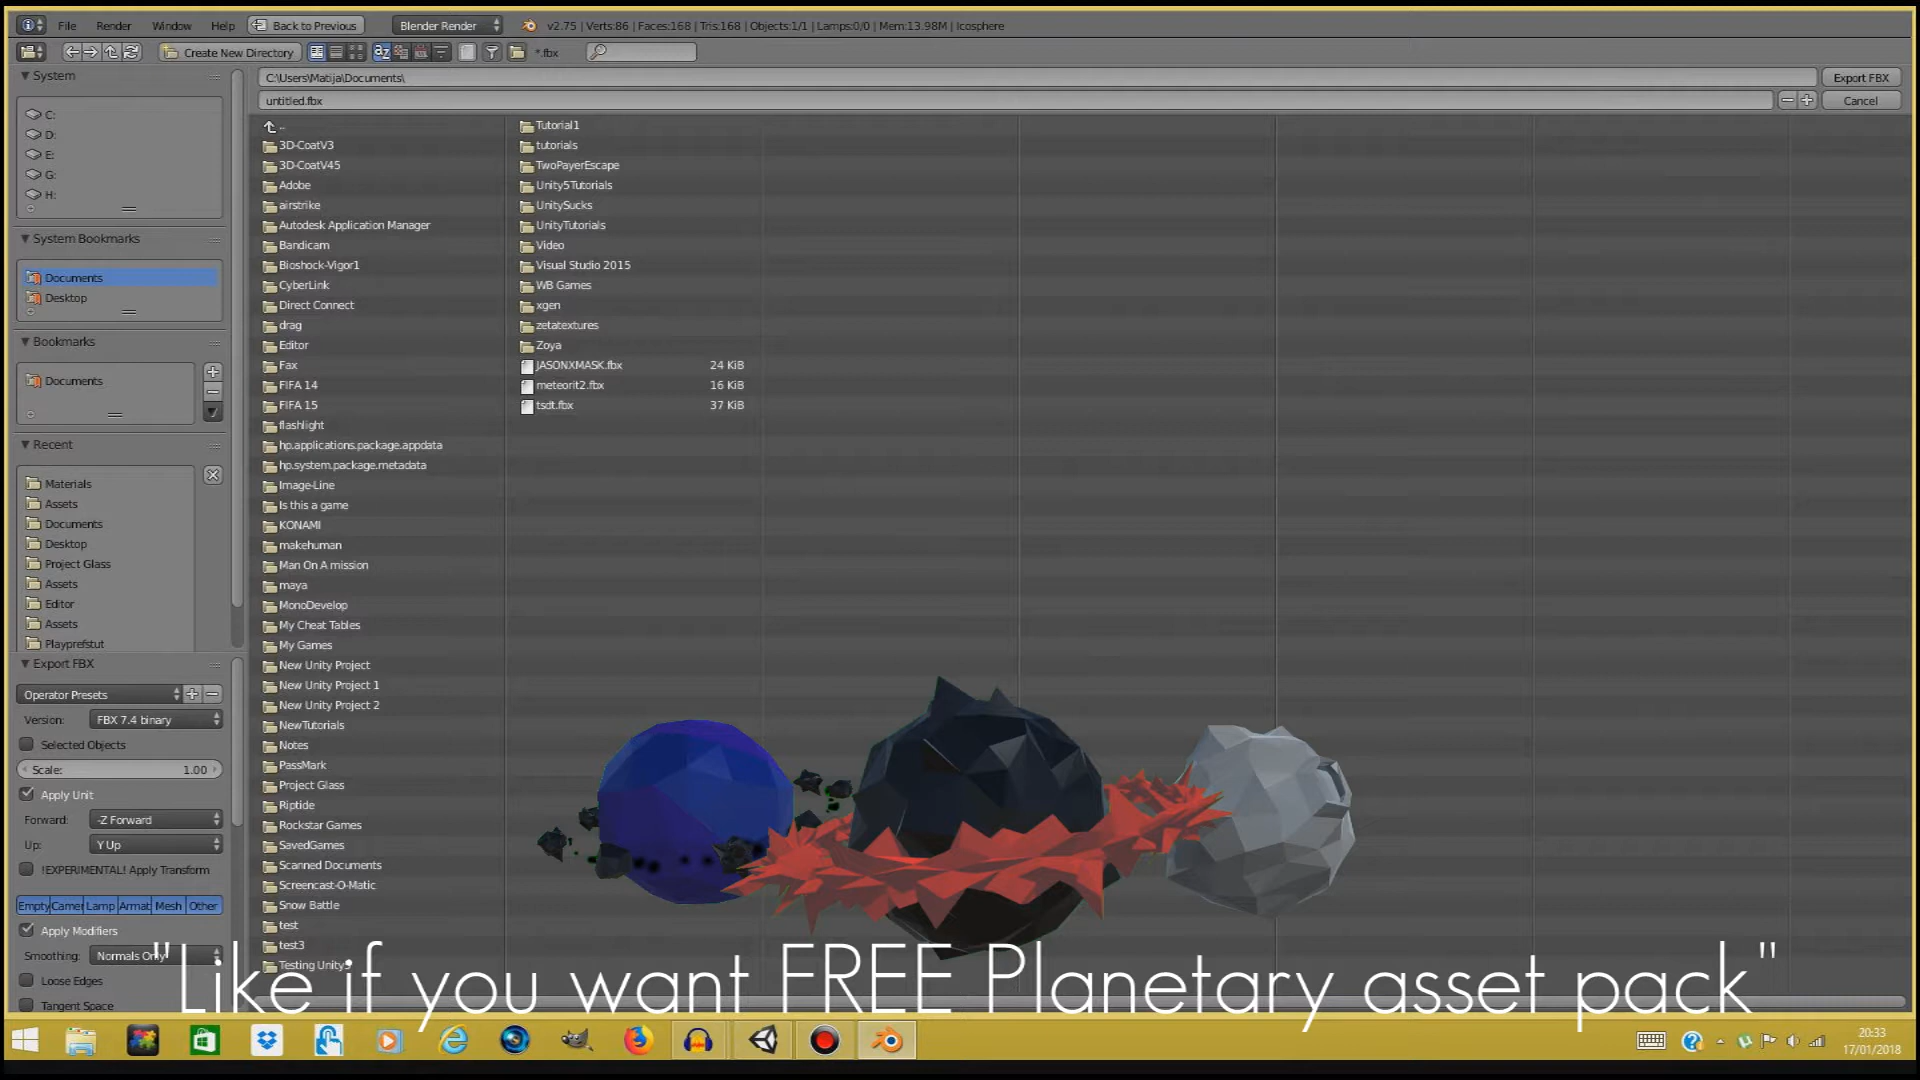 File Render Window Help Back to Previous Blender Render v2.75 | Verts:86 | Faces:168 | Tris:168 | Objects:1/1 | Lamps:0/0 | Mem:13.98M | Icosphere
Create New Directory *.fbx
System
C:
D:
E:
G:
H:
System Bookmarks
Documents
Desktop
Bookmarks
Documents
Recent
Materials
Assets
Documents
Desktop
Project Glass
Assets
Editor
Assets
Playprefstut
Export FBX
Operator Presets
Version: FBX 7.4 binary
Selected Objects
Scale: 1.00
Apply Unit
Forward: -Z Forward
Up: Y Up
!EXPERIMENTAL! Apply Transform
Empty Camer Lamp Armat Mesh Other
Apply Modifiers
Smoothing: Normals Only
Loose Edges
Tangent Space
C:\Users\Matija\Documents\ Export FBX
untitled.fbx Cancel
..
3D-CoatV3
3D-CoatV45
Adobe
airstrike
Autodesk Application Manager
Bandicam
Bioshock-Vigor1
CyberLink
Direct Connect
drag
Editor
Fax
FIFA 14
FIFA 15
flashlight
hp.applications.package.appdata
hp.system.package.metadata
Image-Line
Is this a game
KONAMI
makehuman
Man On A mission
maya
MonoDevelop
My Cheat Tables
My Games
New Unity Project
New Unity Project 1
New Unity Project 2
NewTutorials
Notes
PassMark
Project Glass
Riptide
Rockstar Games
SavedGames
Scanned Documents
Screencast-O-Matic
Snow Battle
test
test3
Testing Unity5
Tutorial1
tutorials
TwoPayerEscape
Unity5Tutorials
UnitySucks
UnityTutorials
Video
Visual Studio 2015
WB Games
xgen
zetatextures
Zoya
JASONXMASK.fbx 24 KiB
meteorit2.fbx 16 KiB
tsdt.fbx 37 KiB
"Like if you want FREE Planetary asset pack"
20:33
17/01/2018